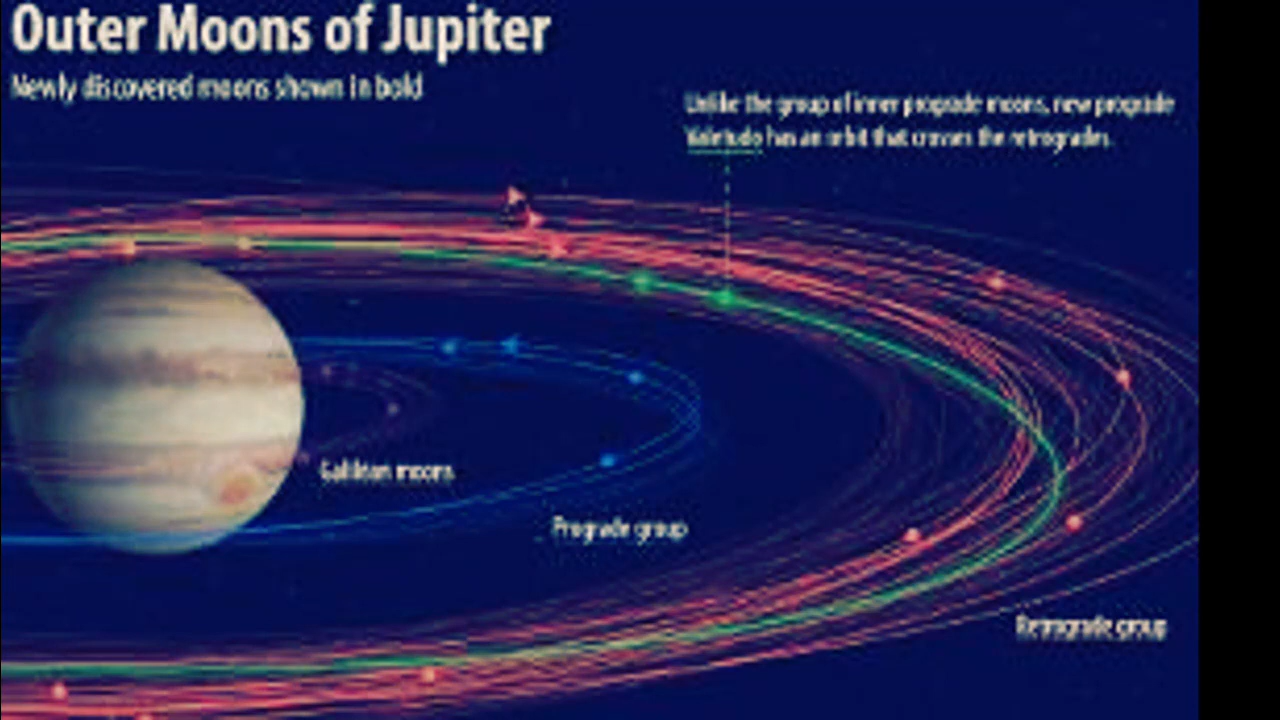 Outer Moons of Jupiter
Newly discovered moons shown in bold
Unlike the group of inner prograde moons, new prograde
Valetudo has an orbit that crosses the retrogrades.
Galilean moons
Prograde group
Retrograde group